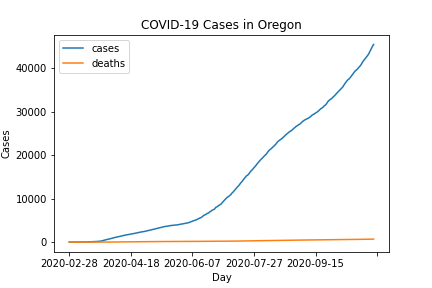 COVID-19 Cases in Oregon
cases
deaths
40000
30000
20000
10000
0
Cases
2020-02-28 2020-04-18 2020-06-07 2020-07-27 2020-09-15
Day